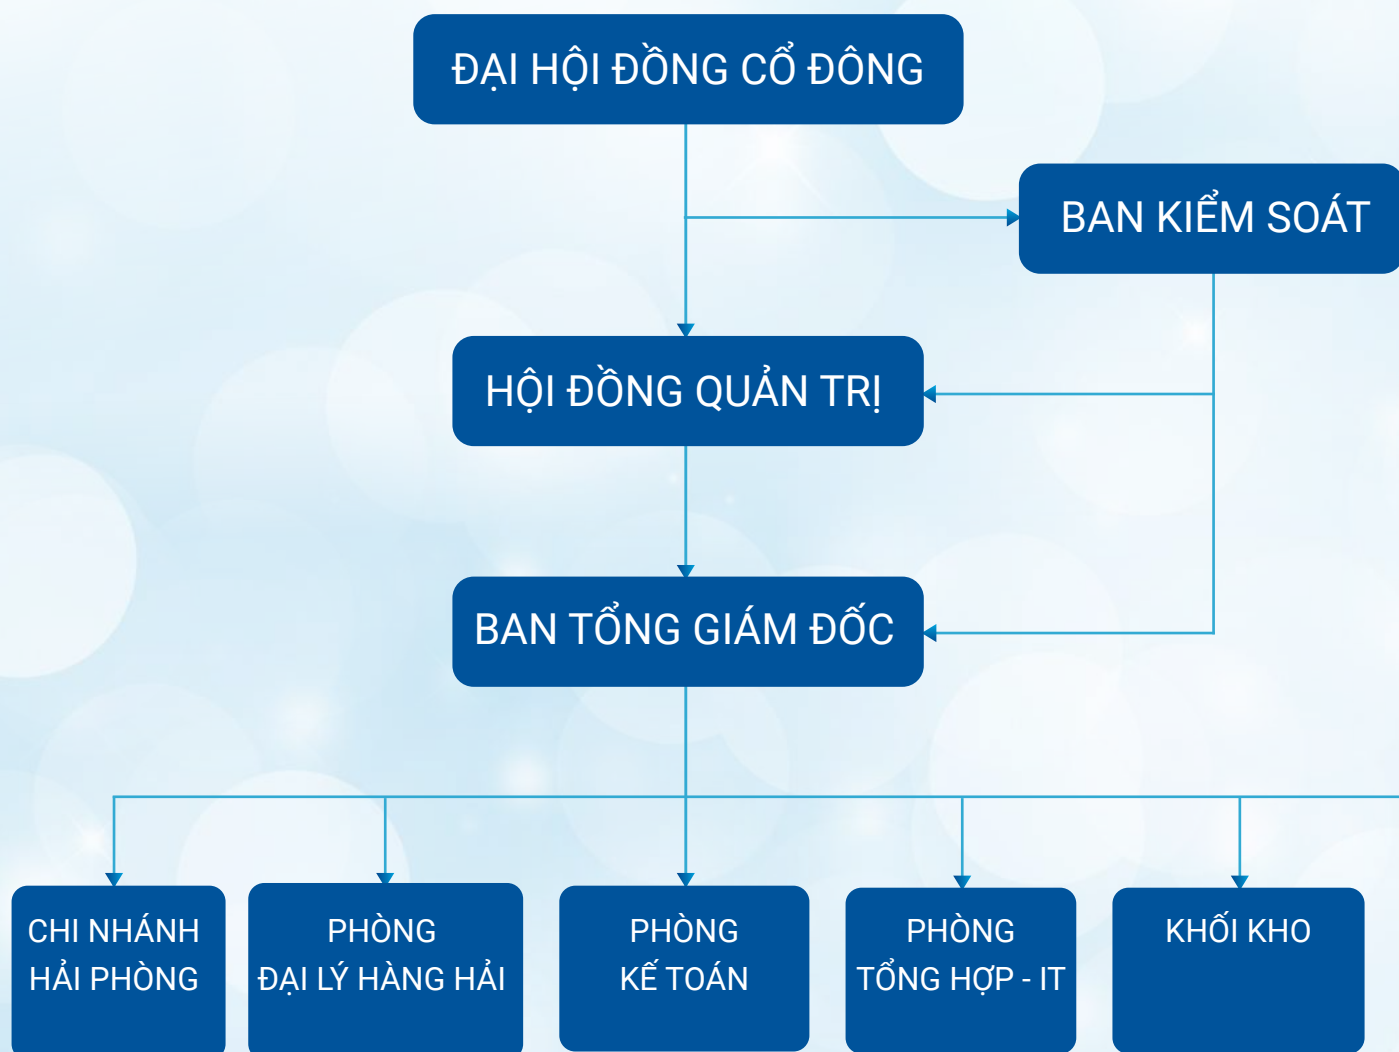 ĐẠI HỘI ĐỒNG CỔ ĐÔNG
BAN KIỂM SOÁT
HỘI ĐỒNG QUẢN TRỊ
BAN TỔNG GIÁM ĐỐC
CHI NHÁNH
HẢI PHÒNG
PHÒNG
ĐẠI LÝ HÀNG HẢI
PHÒNG
KẾ TOÁN
PHÒNG
TỔNG HỢP - IT
KHỐI KHO